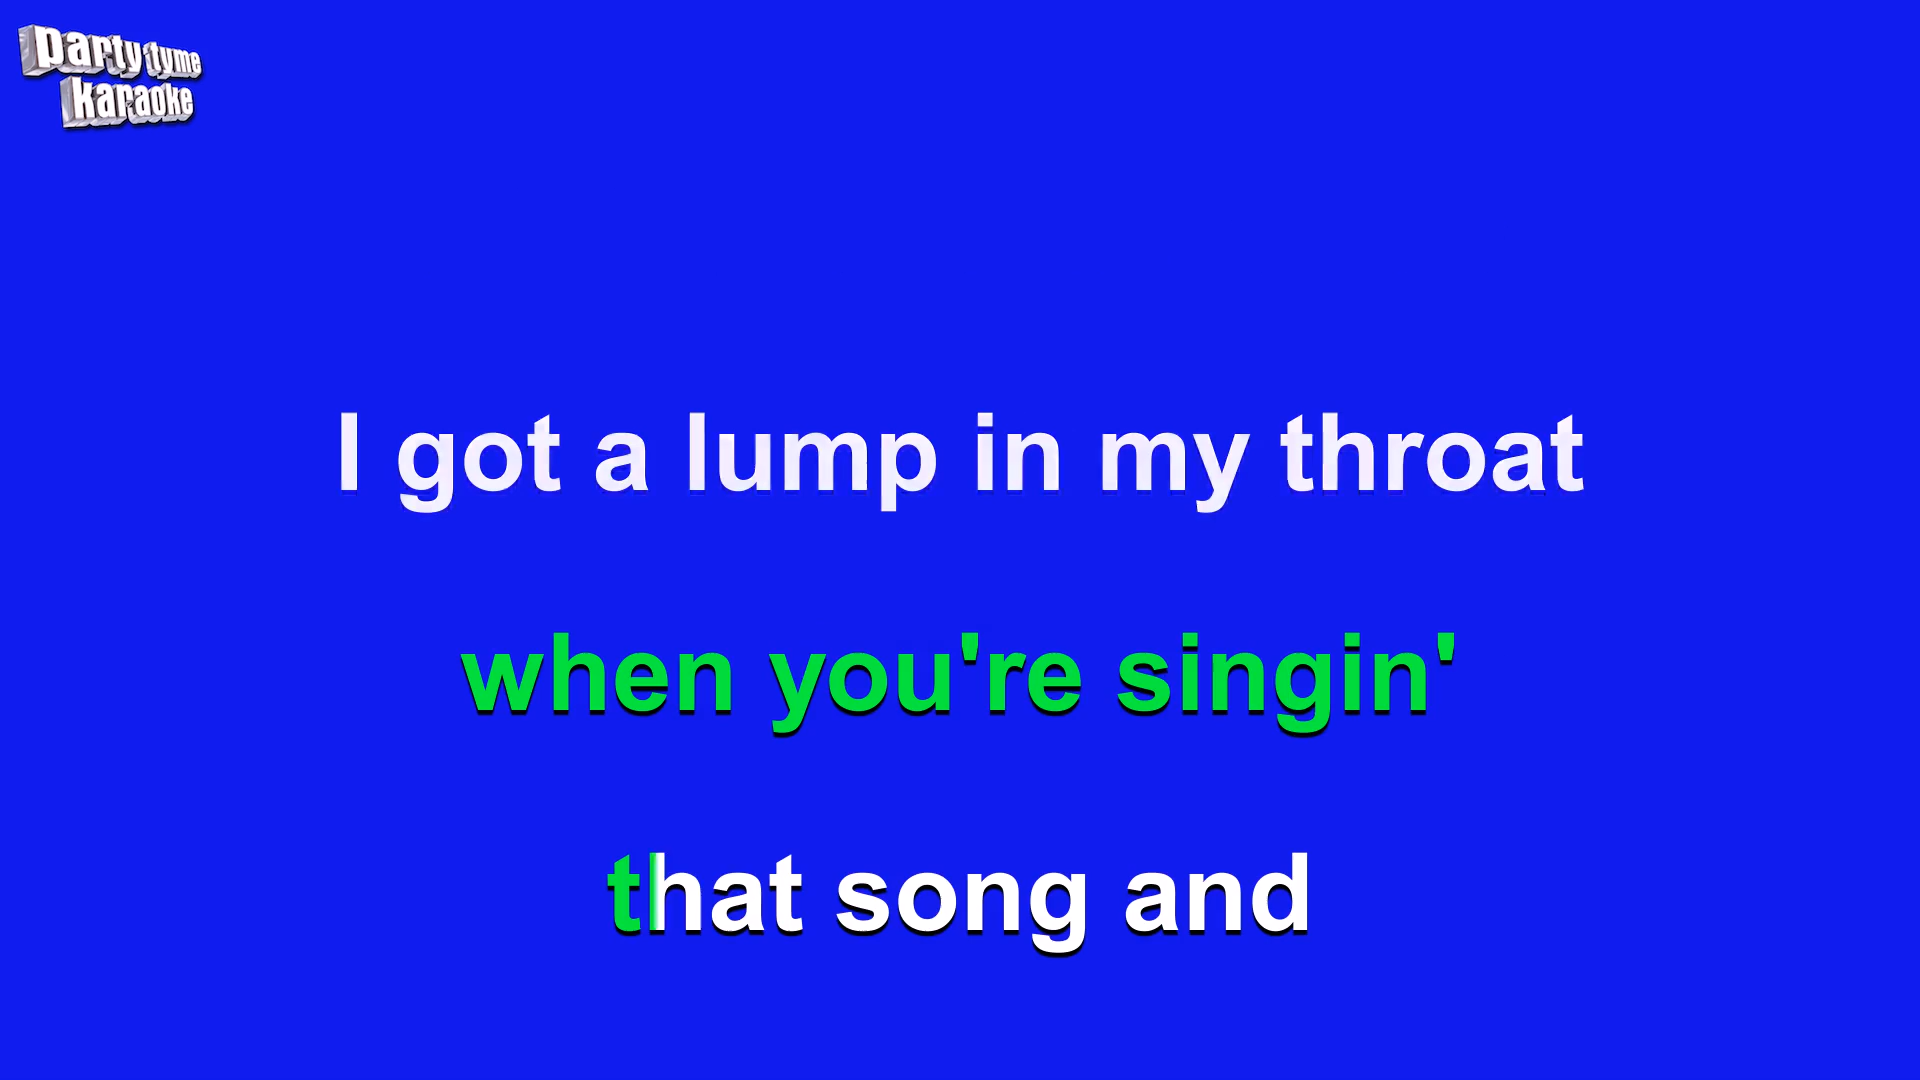 party tyme
karaoke
I got a lump in my throat
when you're singin'
that song and